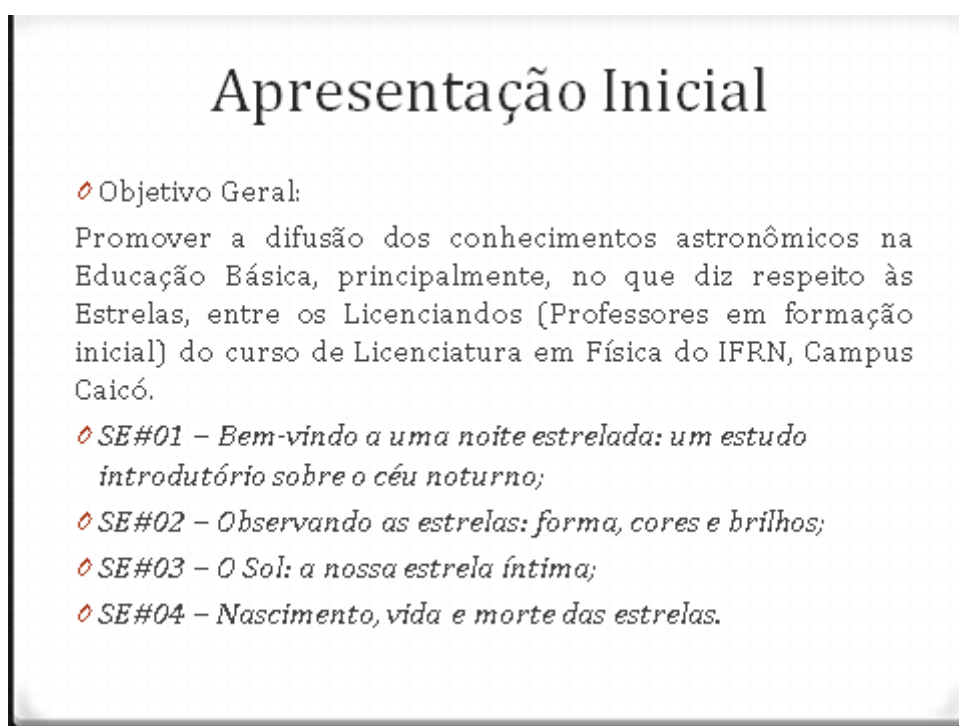 Apresentação Inicial
Objetivo Geral:
Promover a difusão dos conhecimentos astronômicos na
Educação Básica, principalmente, no que diz respeito às
Estrelas, entre os Licenciandos (Professores em formação
inicial) do curso de Licenciatura em Física do IFRN, Campus
Caicó.
SE#01 – Bem-vindo a uma noite estrelada: um estudo
introdutório sobre o céu noturno;
SE#02 – Observando as estrelas: forma, cores e brilhos;
SE#03 – O Sol: a nossa estrela íntima;
SE#04 – Nascimento, vida e morte das estrelas.